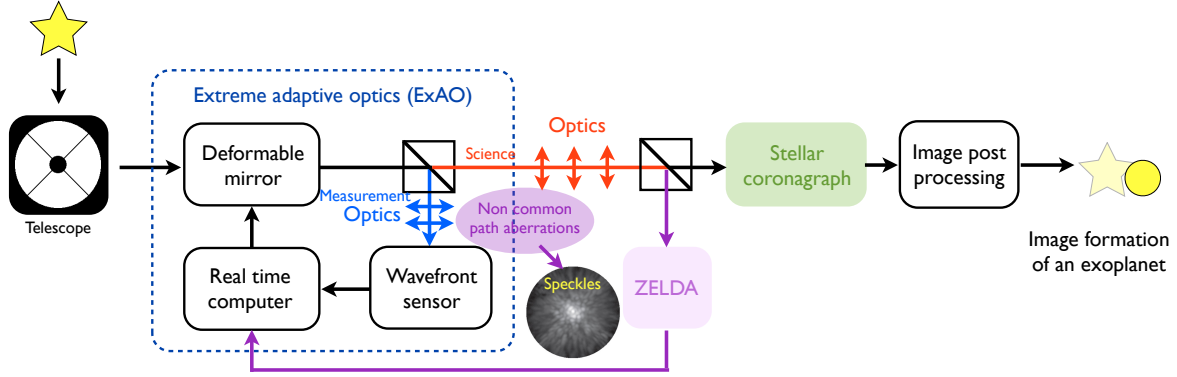 Extreme adaptive optics (ExAO)
Telescope
Deformable
mirror
Science
Optics
Measurement
Optics
Non common
path aberrations
Real time
computer
Wavefront
sensor
Speckles
ZELDA
Stellar
coronagraph
Image post
processing
Image formation
of an exoplanet